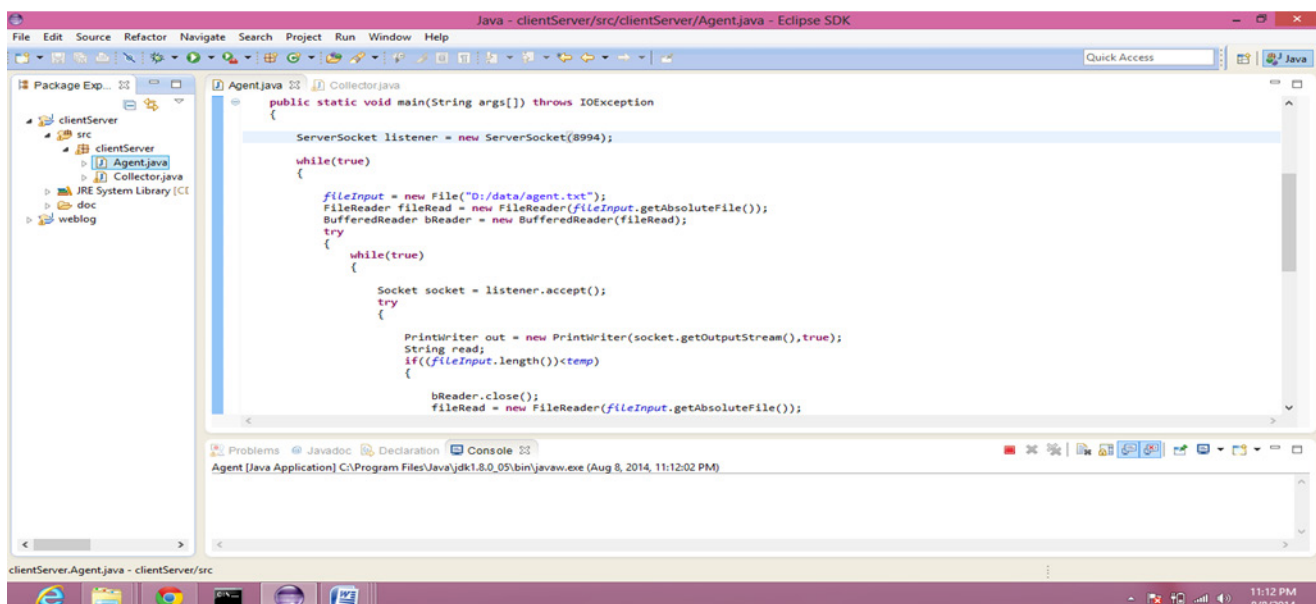 Java - clientServer/src/clientServer/Agent.java - Eclipse SDK
File Edit Source Refactor Navigate Search Project Run Window Help
Quick Access
Java
Package Exp...
clientServer
src
clientServer
Agent.java
Collector.java
JRE System Library
doc
weblog
Agent.java
Collector.java
public static void main(String args[]) throws IOException
{
ServerSocket listener = new ServerSocket(8994);
while(true)
{
fileInput = new File("D:/data/agent.txt");
FileReader fileRead = new FileReader(fileInput.getAbsoluteFile());
BufferedReader bReader = new BufferedReader(fileRead);
try
{
while(true)
{
Socket socket = listener.accept();
try
{
PrintWriter out = new PrintWriter(socket.getOutputStream(),true);
String read;
if((fileInput.length())<temp)
{
bReader.close();
fileRead = new FileReader(fileInput.getAbsoluteFile());
Problems Javadoc Declaration Console
Agent [Java Application] C:\Program Files\Java\jdk1.8.0_05\bin\javaw.exe (Aug 8, 2014, 11:12:02 PM)
clientServer.Agent.java - clientServer/src
11:12 PM